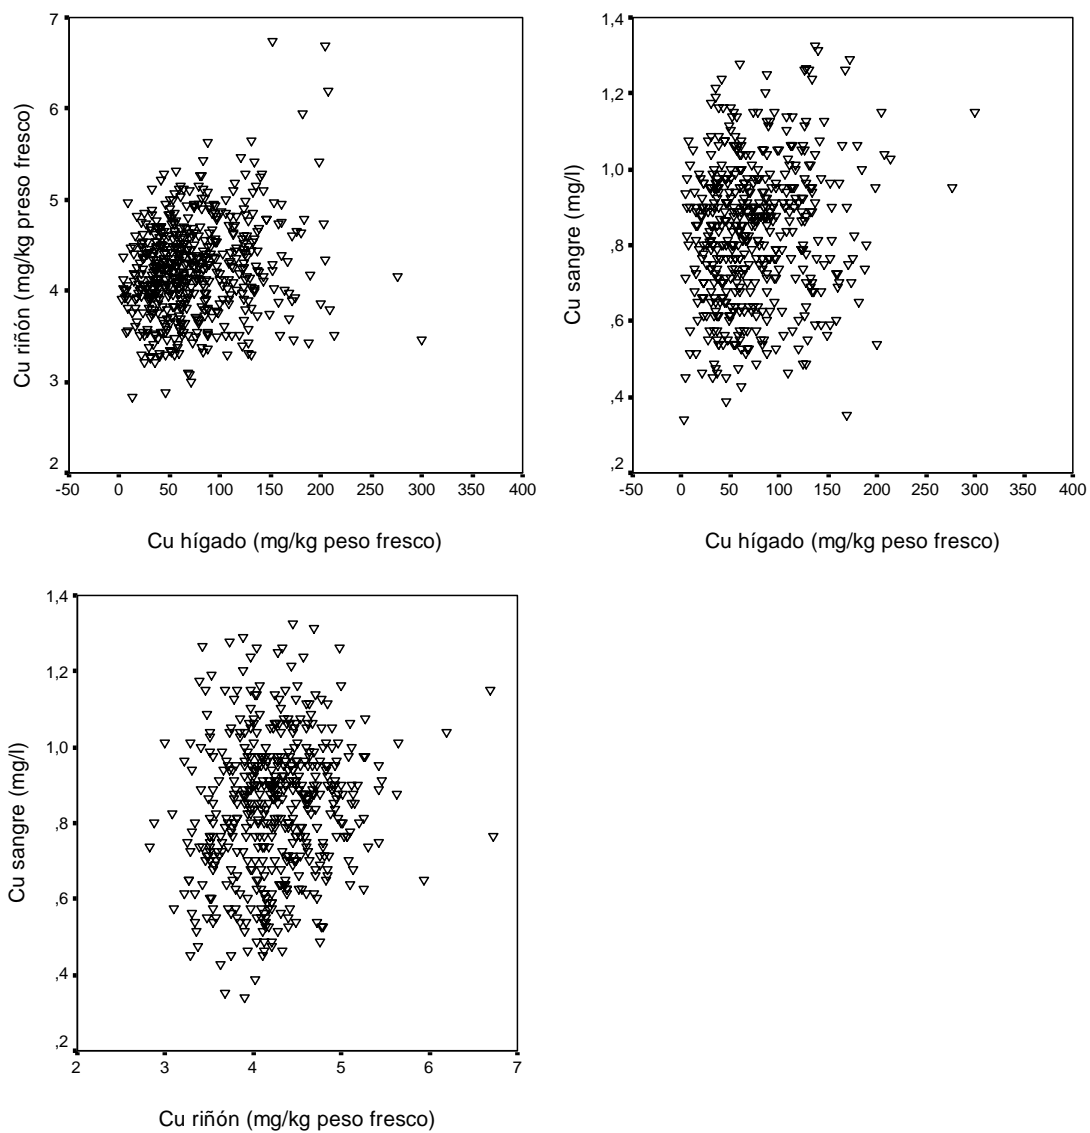 7
6
5
4
3
2
Cu riñón (mg/kg preso fresco)
-50 0 50 100 150 200 250 300 350 400
Cu hígado (mg/kg peso fresco)
1,4
1,2
1,0
,8
,6
,4
,2
Cu sangre (mg/l)
-50 0 50 100 150 200 250 300 350 400
Cu hígado (mg/kg peso fresco)
1,4
1,2
1,0
,8
,6
,4
,2
Cu sangre (mg/l)
2 3 4 5 6 7
Cu riñón (mg/kg peso fresco)